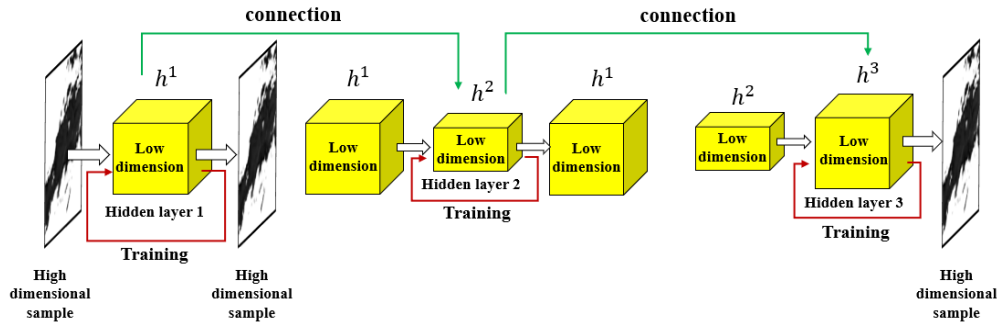 connection
connection
h¹
h¹
h²
h¹
h²
h³
Low
dimension
Low
dimension
Low
dimension
Low
dimension
Low
dimension
Low
dimension
Hidden layer 1
Hidden layer 2
Hidden layer 3
Training
Training
Training
High
dimensional
sample
High
dimensional
sample
High
dimensional
sample